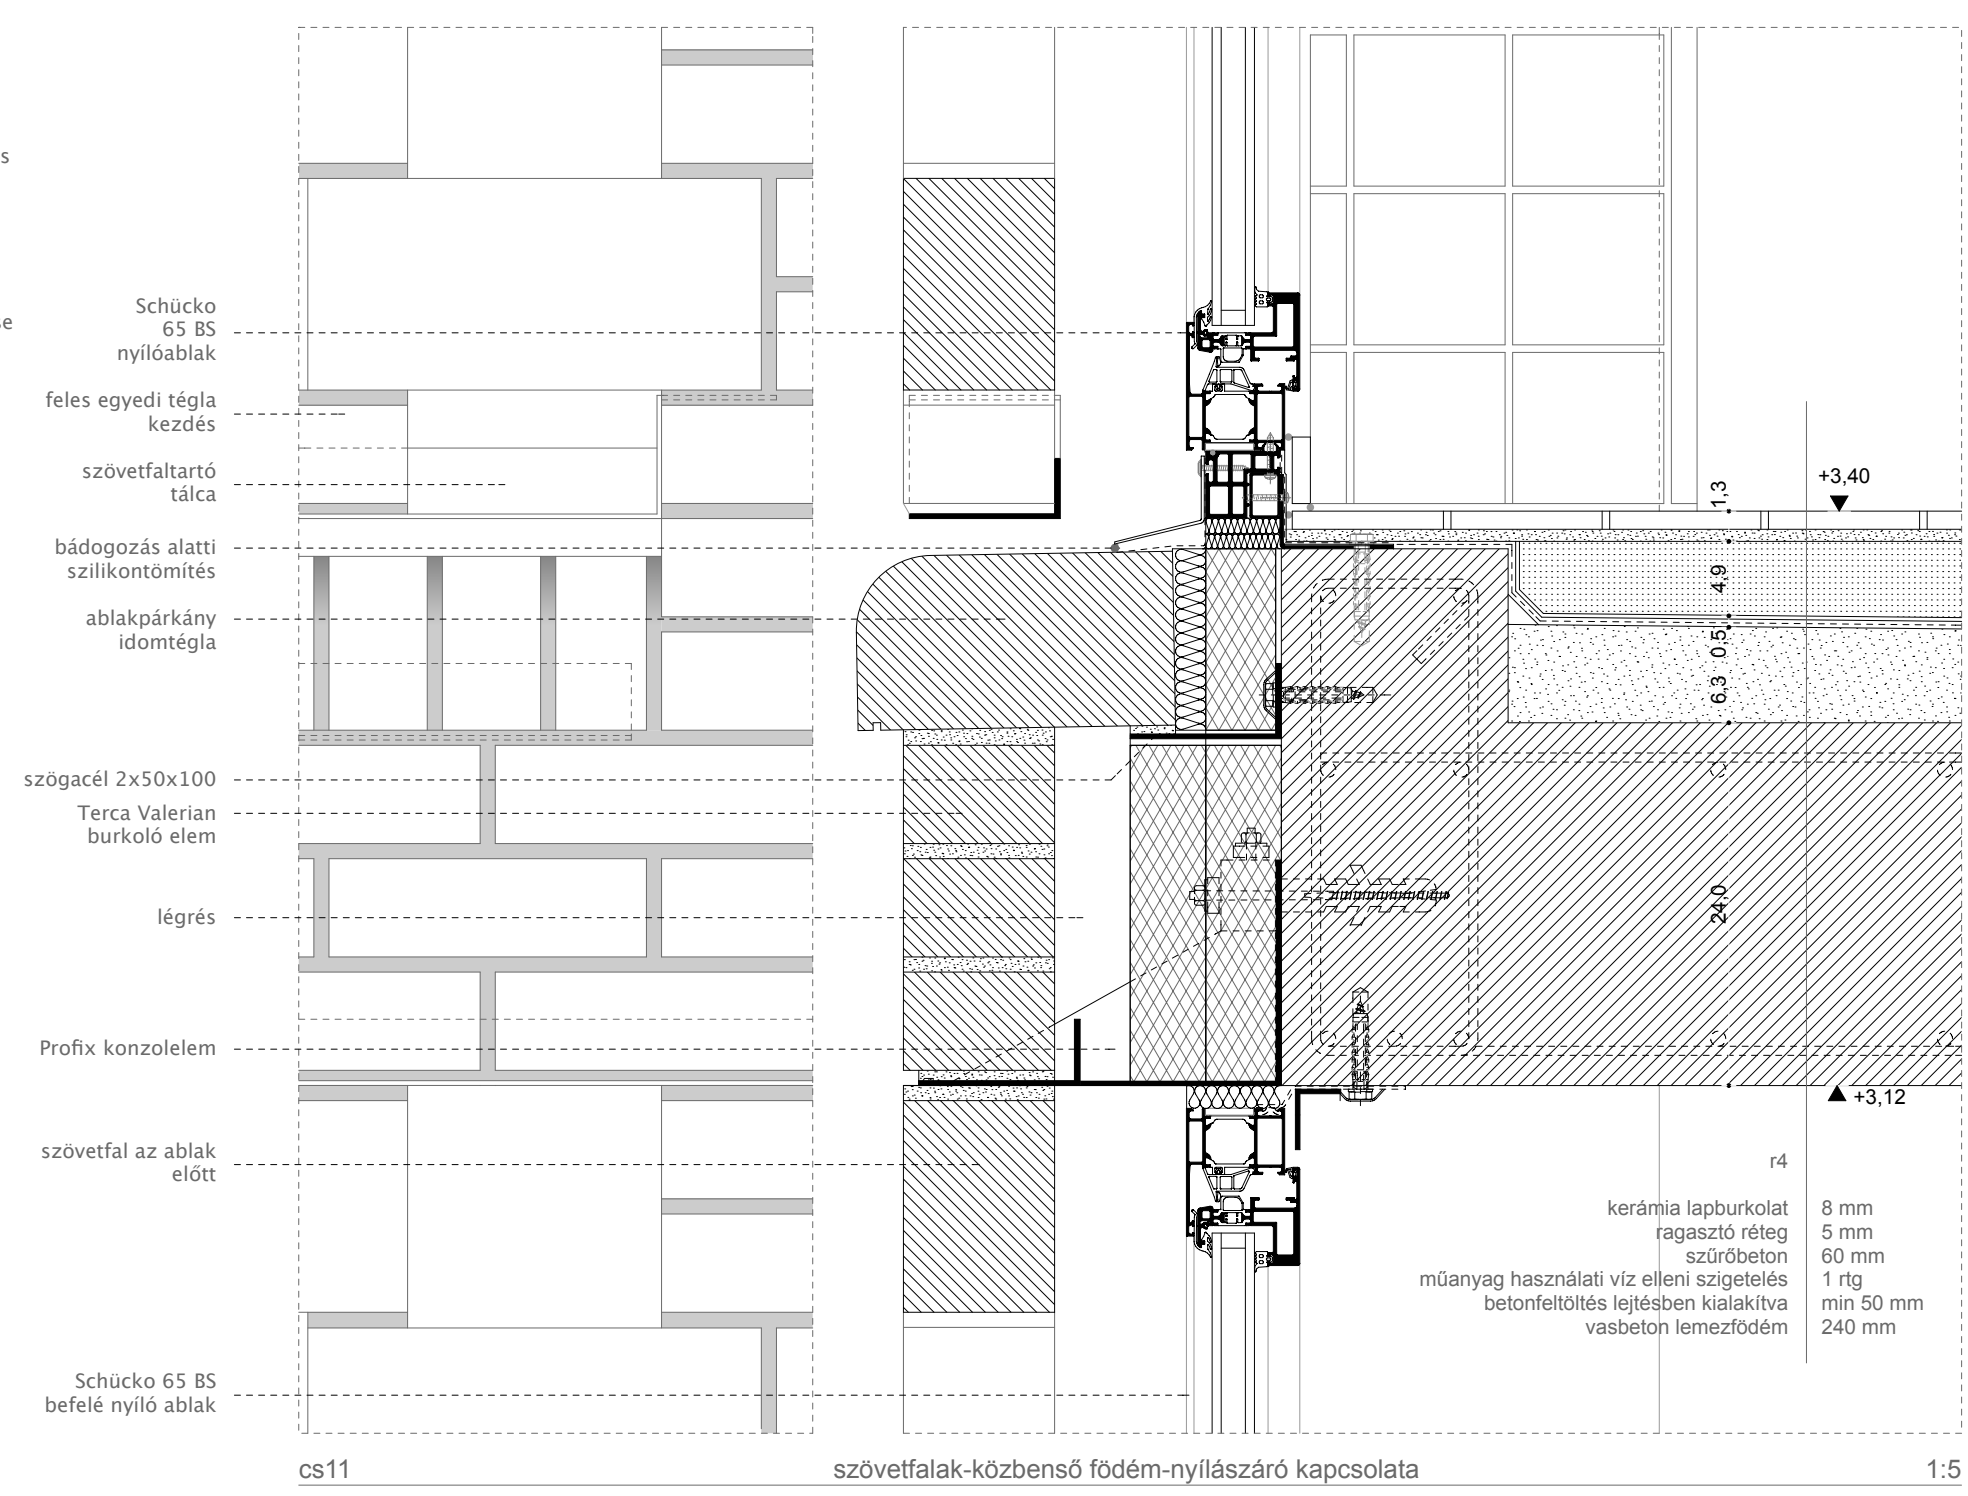 s
se
Schücko
65 BS
nyílóablak
feles egyedi tégla
kezdés
szövetfaltartó
tálca
bádogozás alatti
szilikontömítés
ablakpárkány
idomtégla
szögacél 2x50x100
Terca Valerian
burkoló elem
légrés
Profix konzolelem
szövetfal az ablak
előtt
Schücko 65 BS
befelé nyíló ablak
+3,40
1,3
4,9
0,5
6,3
24,0
+3,12
r4
kerámia lapburkolat 8 mm
ragasztó réteg 5 mm
szűrőbeton 60 mm
műanyag használati víz elleni szigetelés 1 rtg
betonfeltöltés lejtésben kialakítva min 50 mm
vasbeton lemezfödém 240 mm
cs11 szövetfalak-közbenső födém-nyílászáró kapcsolata 1:5